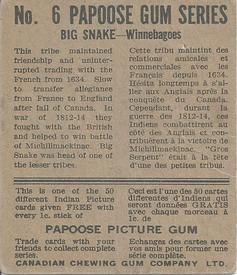 No. 6 PAPOOSE GUM SERIES
BIG SNAKE—Winnebagoes
This tribe maintained
friendship and uninter-
rupted trading with the
French from 1634. Slow
to transfer allegiance
from France to England
after fall of Canada. In
war of 1812-14 they
fought with the British
and helped to win battle
of Michilimackinac. Big
Snake was head of one of
the lesser tribes.
Cette tribu maintint des
relations amicales et
commerciales avec les
Français depuis 1634.
Hésita longtemps à s'al-
lier aux Anglais après la
conquête du Canada.
Cependant, durant la
guerre des 1812-14, ces
Indiens combattirent au
côté des Anglais et con-
tribuèrent à la victoire de
Michilimackinac. "Gros
Serpent" était à la tête
d'une des petites tribus.
This is one of the 50
different Indian Picture
cards given FREE with
every 1c. stick of
Ceci est l'une des 50 cartes
différentes d'Indiens qui
seront données GRATIS
avec chaque morceau à
1c. de
PAPOOSE PICTURE GUM
Trade cards with your
friends to collect complete
series.
Echangez des cartes avec
vos amis pour former une
série complète.
CANADIAN CHEWING GUM COMPANY LTD.